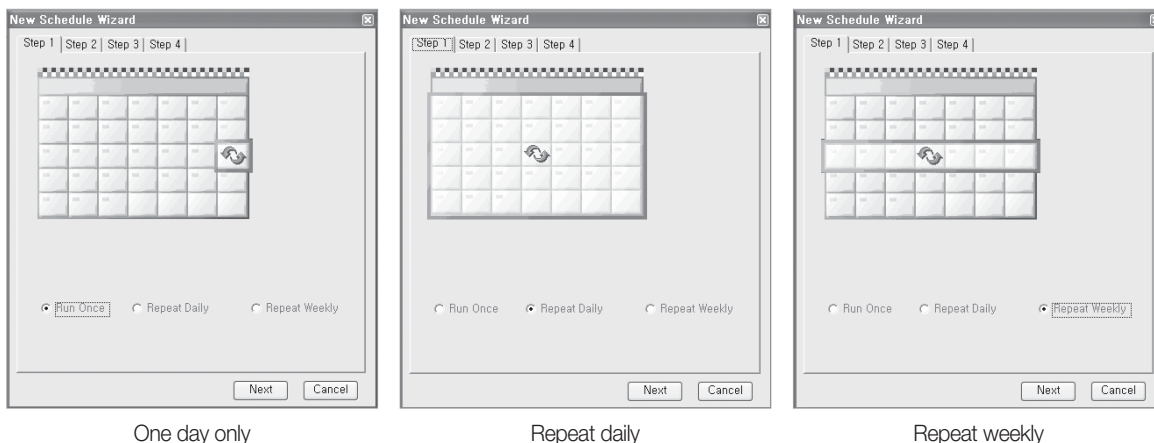 New Schedule Wizard
Step 1 Step 2 Step 3 Step 4
Run Once Repeat Daily Repeat Weekly
Next Cancel
One day only
New Schedule Wizard
Step 1 Step 2 Step 3 Step 4
Run Once Repeat Daily Repeat Weekly
Next Cancel
Repeat daily
New Schedule Wizard
Step 1 Step 2 Step 3 Step 4
Run Once Repeat Daily Repeat Weekly
Next Cancel
Repeat weekly